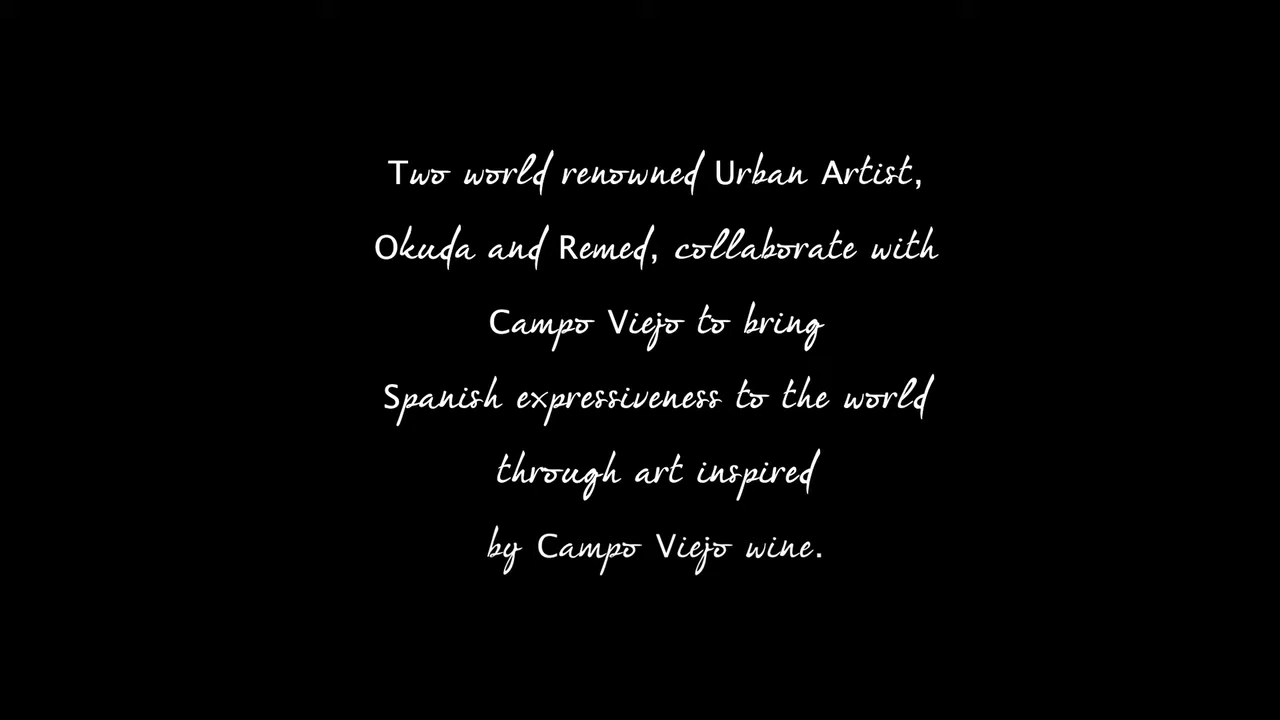 Two world renowned Urban Artist,
Okuda and Remed, collaborate with
Campo Viejo to bring
Spanish expressiveness to the world
through art inspired
by Campo Viejo wine.